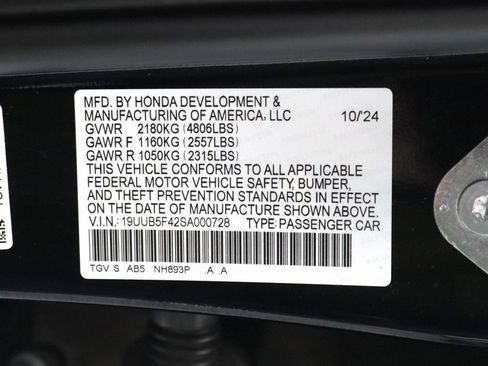 MFD. BY HONDA DEVELOPMENT &
MANUFACTURING OF AMERICA, LLC 10/'24
GVWR 2180KG (4806LBS)
GAWR F 1160KG (2557LBS)
GAWR R 1050KG (2315LBS)
THIS VEHICLE CONFORMS TO ALL APPLICABLE
FEDERAL MOTOR VEHICLE SAFETY, BUMPER,
AND THEFT PREVENTION STANDARDS IN EFFECT
ON THE DATE OF MANUFACTURE SHOWN ABOVE.
V.I.N.: 19UUB5F42SA000728 TYPE: PASSENGER CAR
TGV S AB5 NH893P .A .A